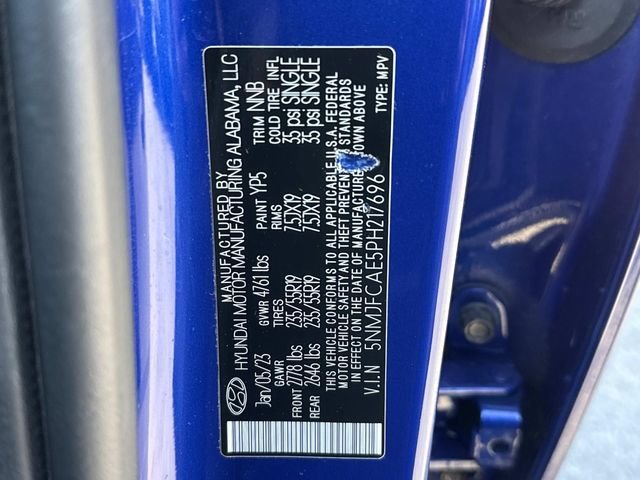 MANUFACTURED BY
HYUNDAI MOTOR MANUFACTURING ALABAMA, LLC
Jan/05/23 GVWR 4761 lbs PAINT YP5 TRIM NNB
GAWR TIRES RIMS COLD TIRE INFL
FRONT 2778 lbs 235/55R19 7.5JX19 35 psi SINGLE
REAR 2646 lbs 235/55R19 7.5JX19 35 psi SINGLE
THIS VEHICLE CONFORMS TO ALL APPLICABLE U.S.A. FEDERAL
MOTOR VEHICLE SAFETY AND THEFT PREVENTION STANDARDS
IN EFFECT ON THE DATE OF MANUFACTURE SHOWN ABOVE
V.I.N 5NMJFCAE5PH217696 TYPE: MPV